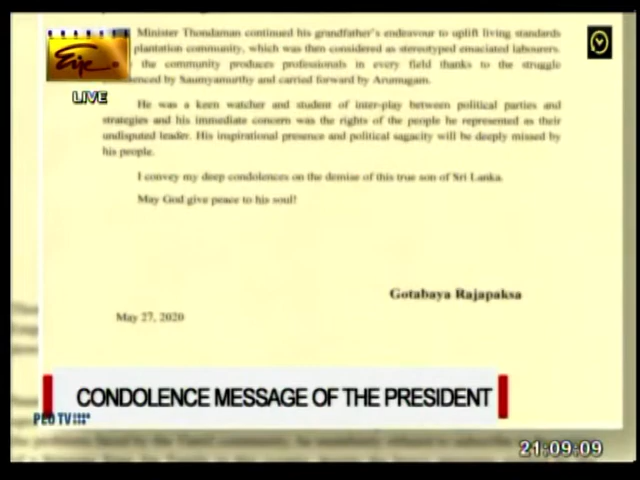 CHANNEL
Eye
LIVE
Minister Thondaman continued his grandfather's endeavour to uplift living standards
plantation community, which was then considered as stereotyped emaciated labourers.
the community produces professionals in every field thanks to the struggle
by Saumyamurthy and carried forward by Arumugam.
He was a keen watcher and student of inter-play between political parties and
strategies and his immediate concern was the rights of the people he represented as their
undisputed leader. His inspirational presence and political sagacity will be deeply missed by
his people.
I convey my deep condolences on the demise of this true son of Sri Lanka.
May God give peace to his soul!
Gotabaya Rajapaksa
May 27, 2020
CONDOLENCE MESSAGE OF THE PRESIDENT
PEO TV
21:09:09